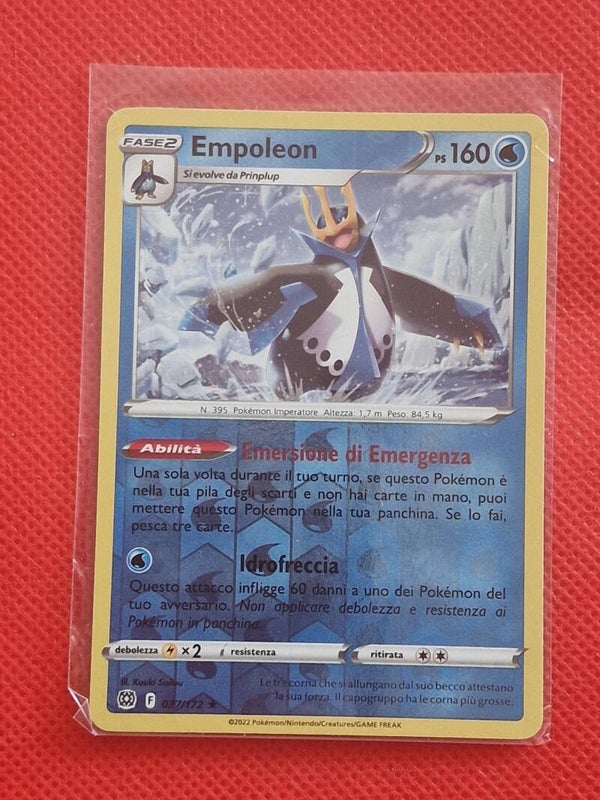 FASE2
Empoleon
PS 160
Si evolve da Prinplup
N. 395 Pokémon Imperatore Altezza: 1,7 m Peso: 84,5 kg
Abilità Emersione di Emergenza
Una sola volta durante il tuo turno, se questo Pokémon è
nella tua pila degli scarti e non hai carte in mano, puoi
mettere questo Pokémon nella tua panchina. Se lo fai,
pesca tre carte.
Idrofreccia
Questo attacco infligge 60 danni a uno dei Pokémon del
tuo avversario. Non applicare debolezza e resistenza ai
Pokémon in panchina.
debolezza ×2 resistenza ritirata
Ill. Kouki Saitou
Le tre corna che si allungano dal suo becco attestano
la sua forza. Il capogruppo ha le corna più grosse.
F 037/172 ★
©2022 Pokémon/Nintendo/Creatures/GAME FREAK